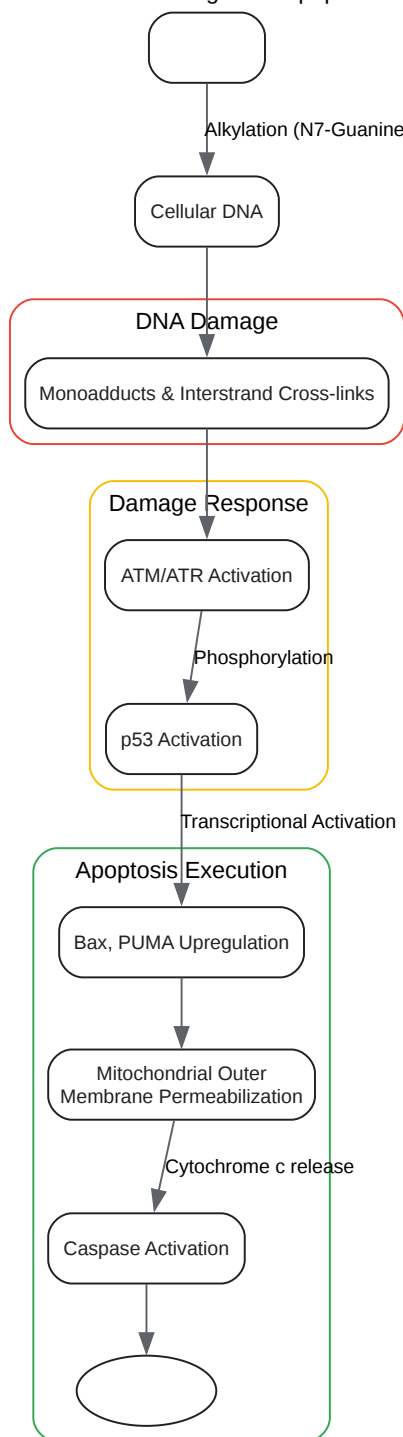 Alkylation (N7-Guanine
Cellular DNA
DNA Damage
Monoadducts & Interstrand Cross-links
Damage Response
ATM/ATR Activation
Phosphorylation
p53 Activation
Transcriptional Activation
Apoptosis Execution
Bax, PUMA Upregulation
Mitochondrial Outer
Membrane Permeabilization
Cytochrome c release
Caspase Activation